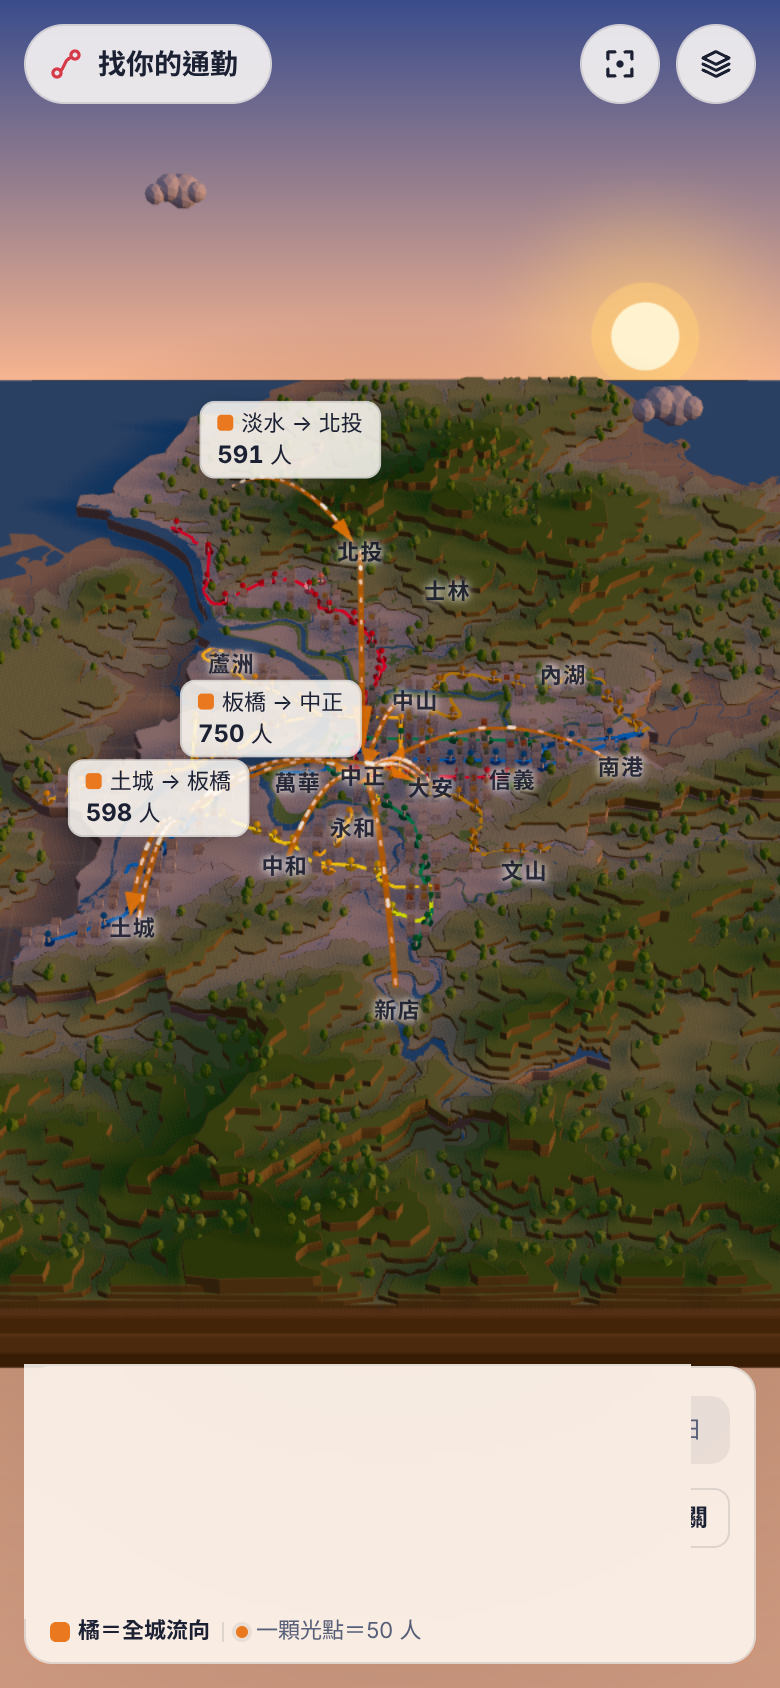 找你的通勤
淡水 → 北投
591 人
北投
士林
蘆洲
內湖
板橋 → 中正
750 人
中山
土城 → 板橋
598 人
萬華
中正
大安
信義
南港
永和
中和
文山
土城
新店
關
橘＝全城流向
一顆光點＝50 人